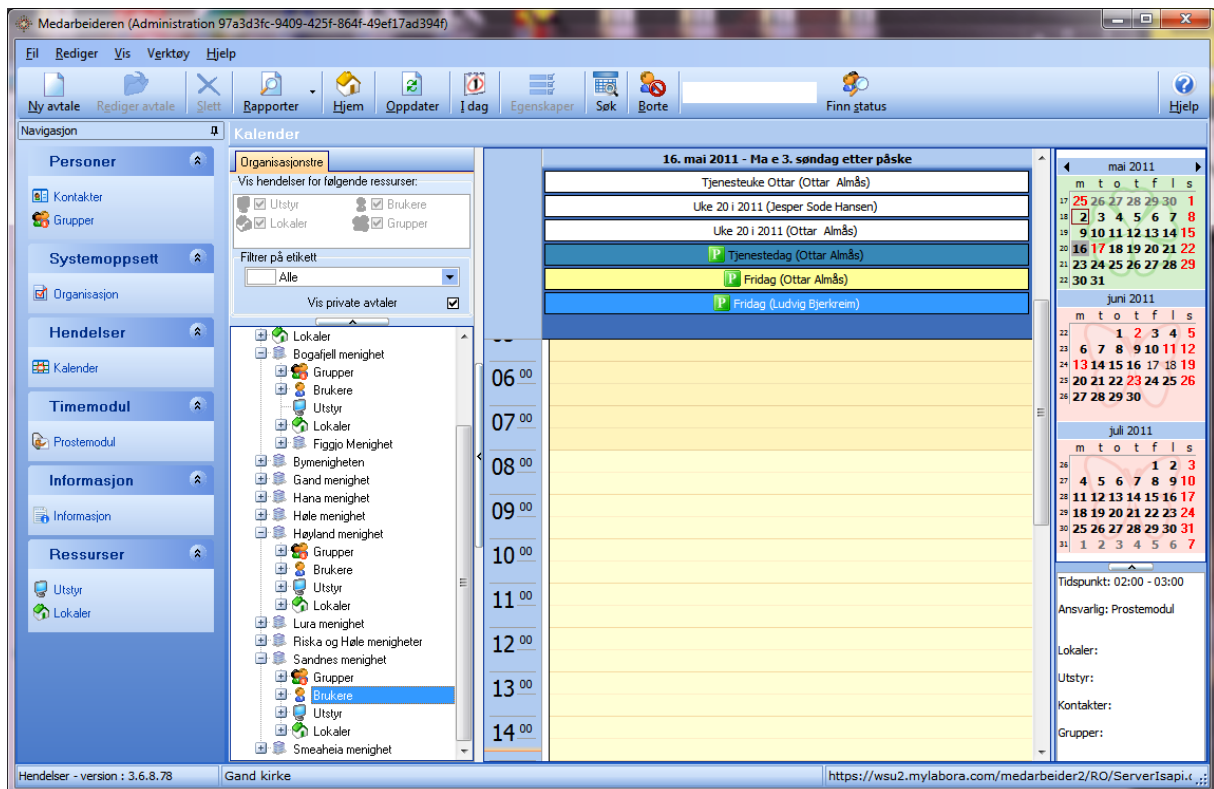 Medarbeideren (Administration 97a3d3fc-9409-425f-864f-49ef17ad394f)
Fil Rediger Vis Verktøy Hjelp
Ny avtale Rediger avtale Slett Rapporter Hjem Oppdater I dag Egenskaper Søk Borte Finn status Hjelp
Navigasjon
Personer
Kontakter
Grupper
Systemoppsett
Organisasjon
Hendelser
Kalender
Timemodul
Prostemodul
Informasjon
Informasjon
Ressurser
Utstyr
Lokaler
Kalender
Organisasjonstre
Vis hendelser for følgende ressurser:
Utstyr Brukere
Lokaler Grupper
Filtrer på etikett
Alle
Vis private avtaler
Lokaler
Bogafjell menighet
Grupper
Brukere
Utstyr
Lokaler
Figgjo Menighet
Bymenigheten
Gand menighet
Hana menighet
Høle menighet
Høyland menighet
Grupper
Brukere
Utstyr
Lokaler
Lura menighet
Riska og Høle menigheter
Sandnes menighet
Grupper
Brukere
Utstyr
Lokaler
Smeaheia menighet
16. mai 2011 - Ma e 3. søndag etter påske
Tjenesteuke Ottar (Ottar Almås)
Uke 20 i 2011 (Jesper Sode Hansen)
Uke 20 i 2011 (Ottar Almås)
P Tjenestedag (Ottar Almås)
P Fridag (Ottar Almås)
P Fridag (Ludvig Bjerkreim)
06 00
07 00
08 00
09 00
10 00
11 00
12 00
13 00
14 00
mai 2011
m t o t f l s
17 25 26 27 28 29 30 1
18 2 3 4 5 6 7 8
19 9 10 11 12 13 14 15
20 16 17 18 19 20 21 22
21 23 24 25 26 27 28 29
22 30 31
juni 2011
m t o t f l s
22 1 2 3 4 5
23 6 7 8 9 10 11 12
24 13 14 15 16 17 18 19
25 20 21 22 23 24 25 26
26 27 28 29 30
juli 2011
m t o t f l s
26 1 2 3
27 4 5 6 7 8 9 10
28 11 12 13 14 15 16 17
29 18 19 20 21 22 23 24
30 25 26 27 28 29 30 31
31 1 2 3 4 5 6 7
Tidspunkt: 02:00 - 03:00
Ansvarlig: Prostemodul
Lokaler:
Utstyr:
Kontakter:
Grupper:
Hendelser - version : 3.6.8.78
Gand kirke
https://wsu2.mylabora.com/medarbeider2/RO/ServerIsapi.